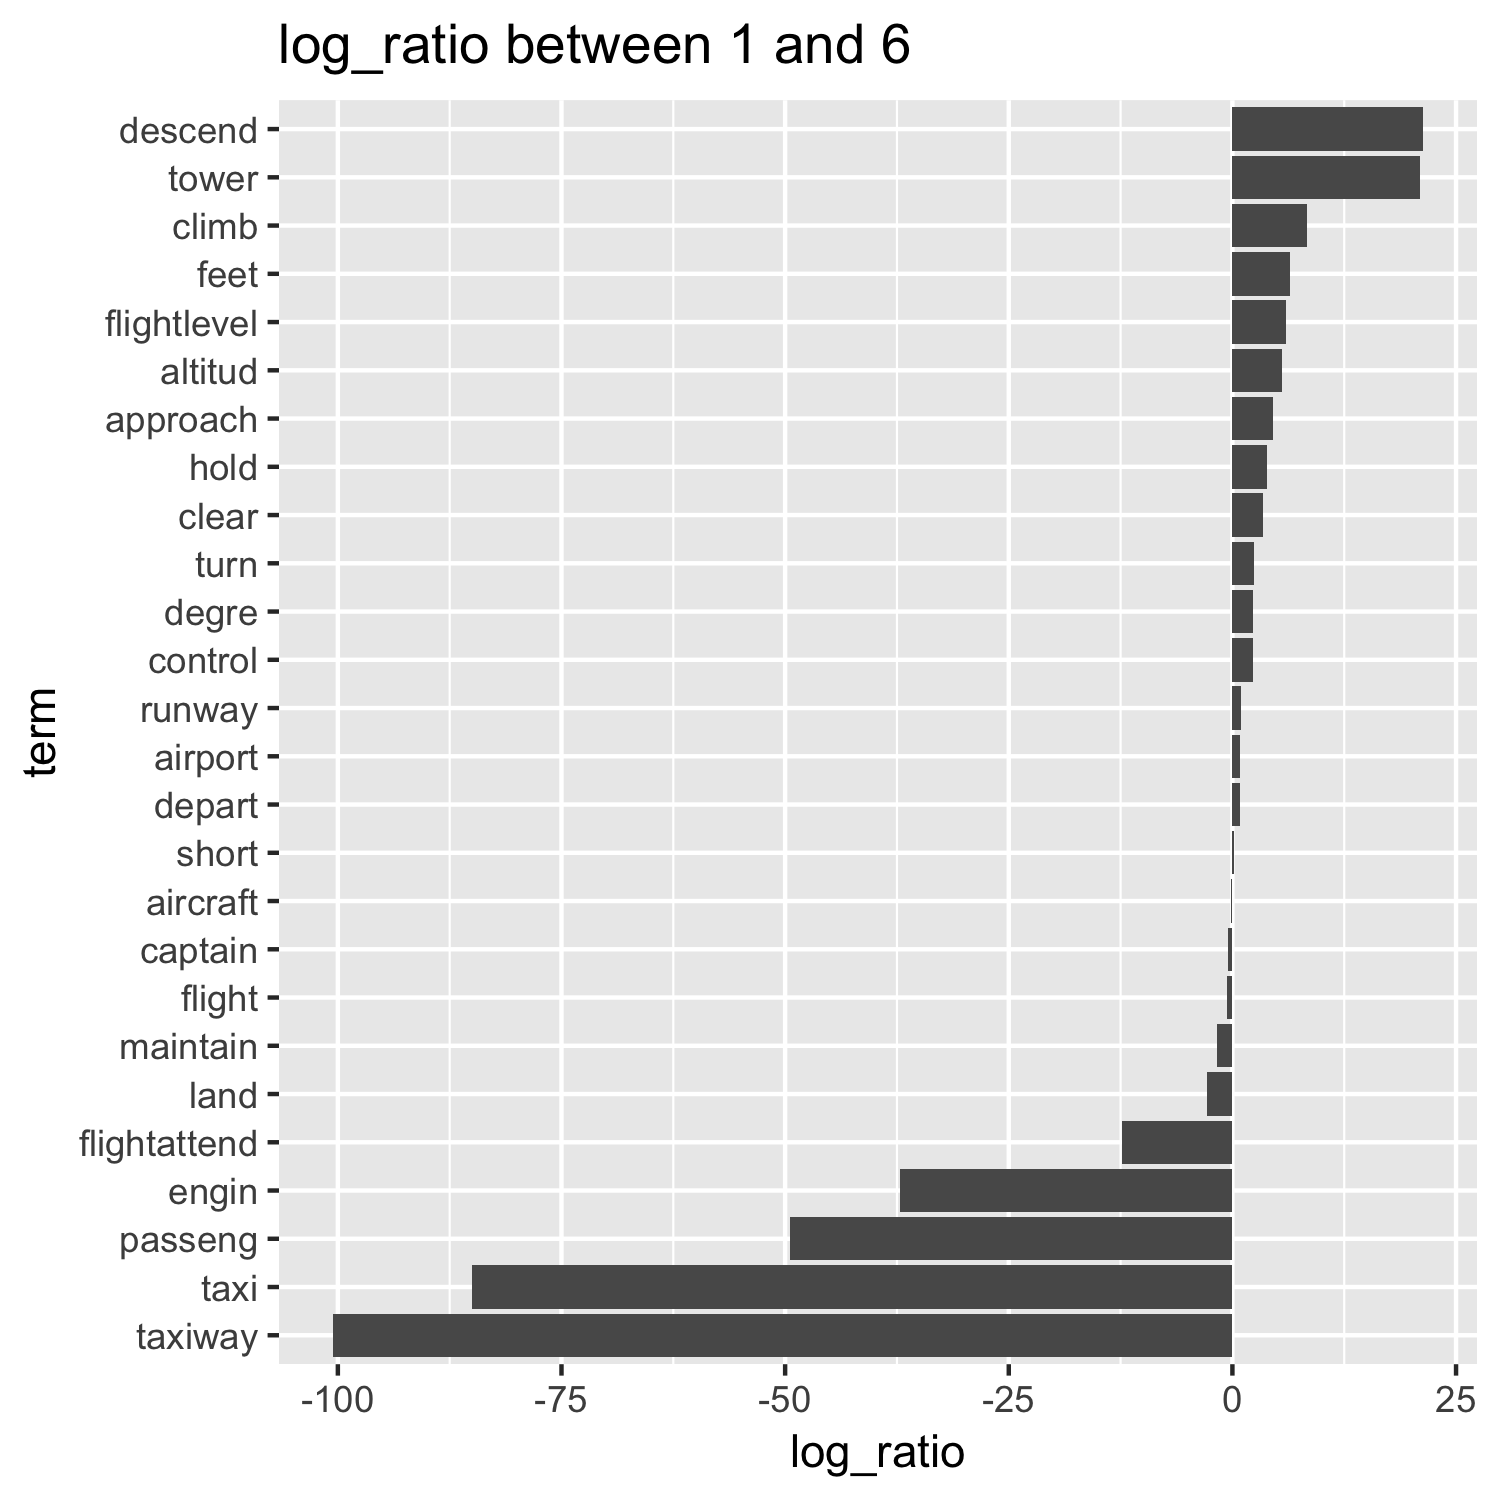 log_ratio between 1 and 6
descend
tower
climb
feet
flightlevel
altitud
approach
hold
clear
turn
degre
control
runway
airport
depart
short
aircraft
captain
flight
maintain
land
flightattend
engin
passeng
taxi
taxiway
term
-100 -75 -50 -25 0 25
log_ratio